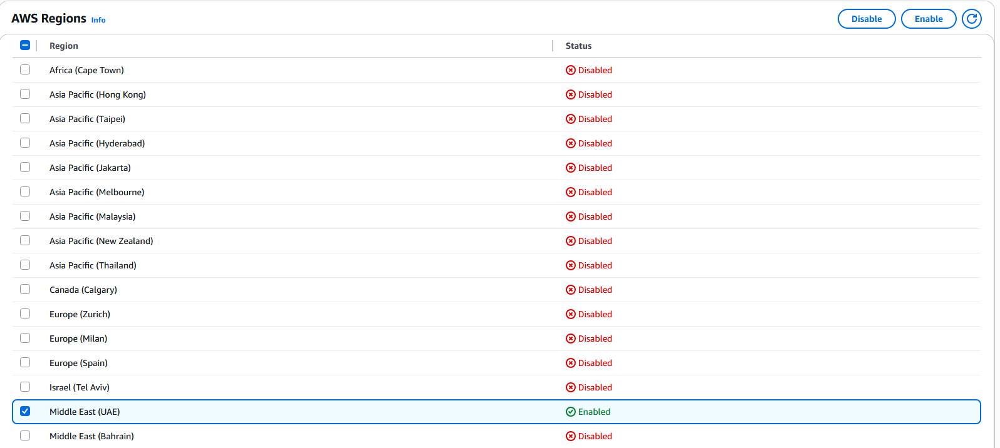 AWS Regions Info
Disable Enable
Region Status
Africa (Cape Town) Disabled
Asia Pacific (Hong Kong) Disabled
Asia Pacific (Taipei) Disabled
Asia Pacific (Hyderabad) Disabled
Asia Pacific (Jakarta) Disabled
Asia Pacific (Melbourne) Disabled
Asia Pacific (Malaysia) Disabled
Asia Pacific (New Zealand) Disabled
Asia Pacific (Thailand) Disabled
Canada (Calgary) Disabled
Europe (Zurich) Disabled
Europe (Milan) Disabled
Europe (Spain) Disabled
Israel (Tel Aviv) Disabled
Middle East (UAE) Enabled
Middle East (Bahrain) Disabled